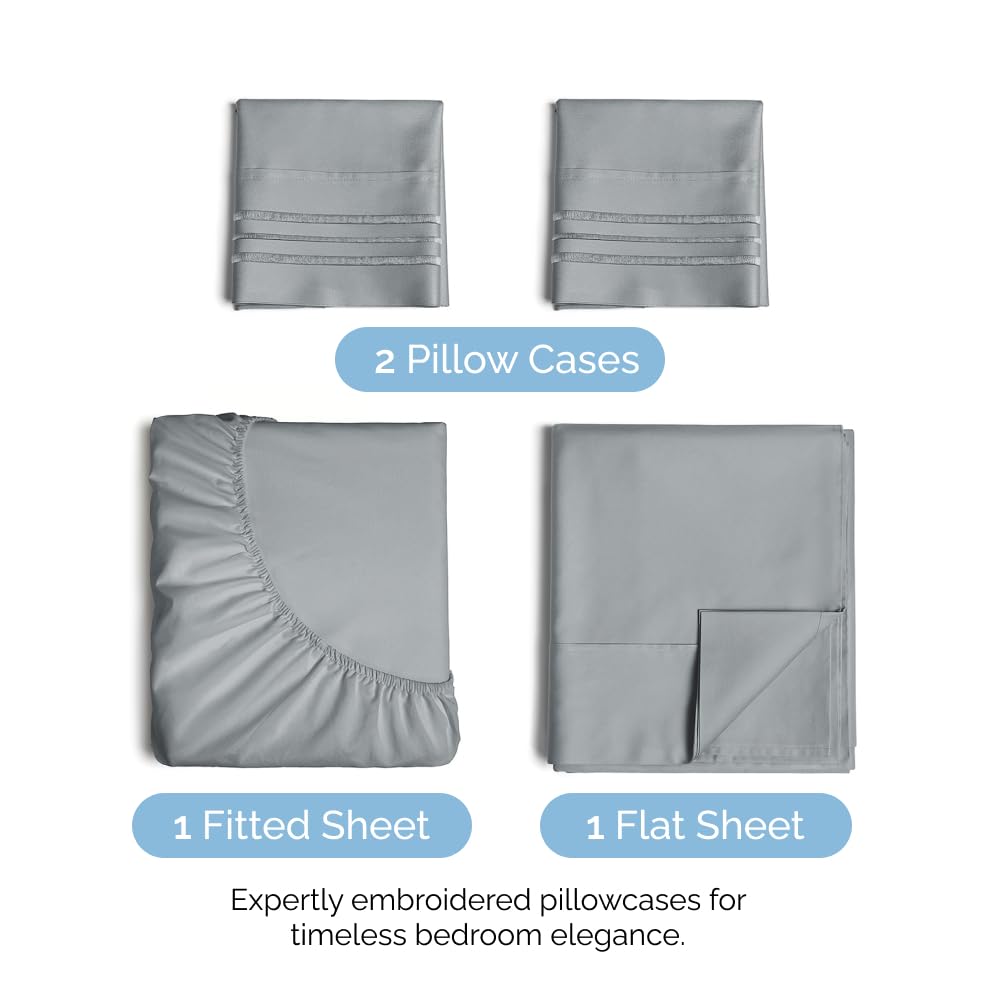 2 Pillow Cases
1 Fitted Sheet
1 Flat Sheet
Expertly embroidered pillowcases for
timeless bedroom elegance.